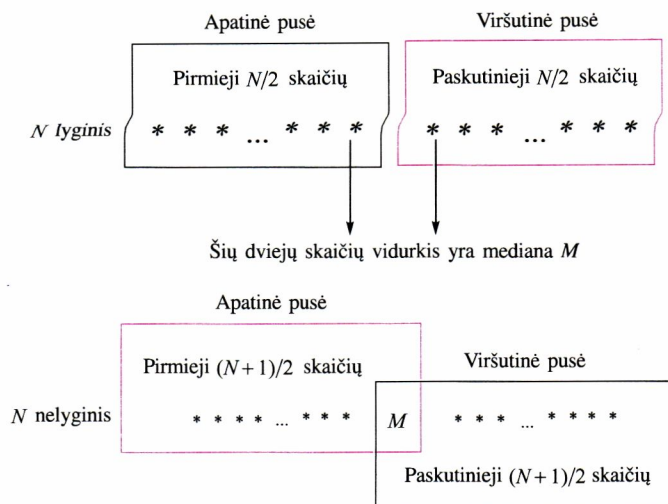 Apatinė pusė
Viršutinė pusė
Pirmieji N/2 skaičių
Paskutinieji N/2 skaičių
N lyginis
* * * ... * * *
* * * ... * * *
Šių dviejų skaičių vidurkis yra mediana M
Apatinė pusė
Pirmieji (N+1)/2 skaičių
Viršutinė pusė
N nelyginis
* * * * ... * * *
M
* * * ... * * * *
Paskutinieji (N+1)/2 skaičių